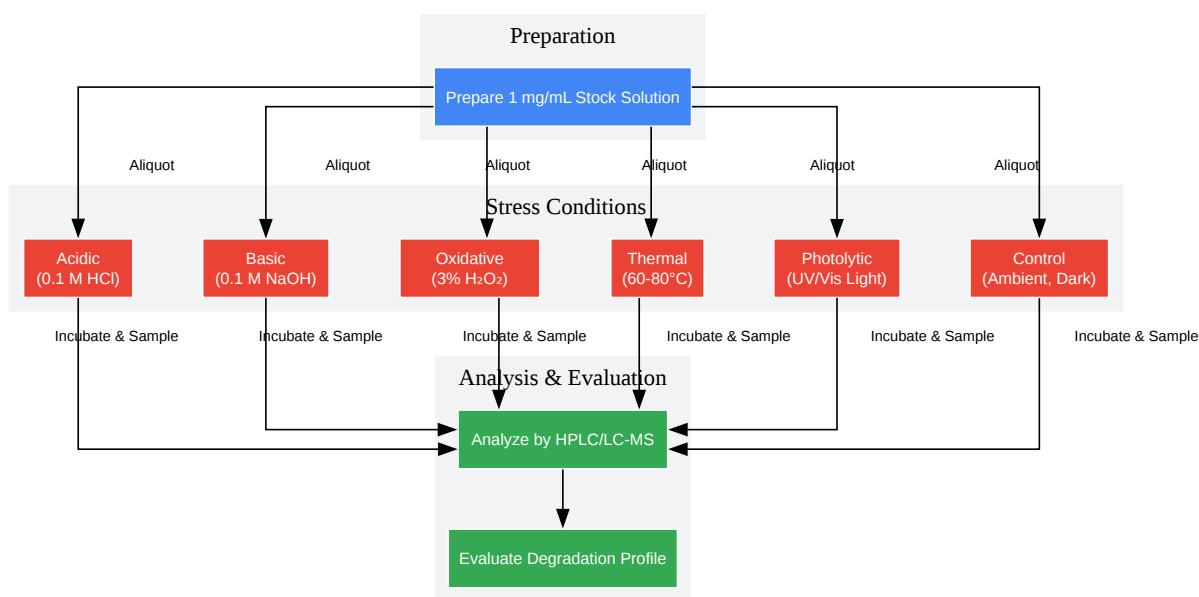 Preparation
Prepare 1 mg/mL Stock Solution
Aliquot
Aliquot
Aliquot
Aliquot
Aliquot
Aliquot
Stress Conditions
Acidic
(0.1 M HCl)
Basic
(0.1 M NaOH)
Oxidative
(3% H₂O₂)
Thermal
(60-80°C)
Photolytic
(UV/Vis Light)
Control
(Ambient, Dark)
Incubate & Sample
Incubate & Sample
Incubate & Sample
Incubate & Sample
Incubate & Sample
Incubate & Sample
Analysis & Evaluation
Analyze by HPLC/LC-MS
Evaluate Degradation Profile